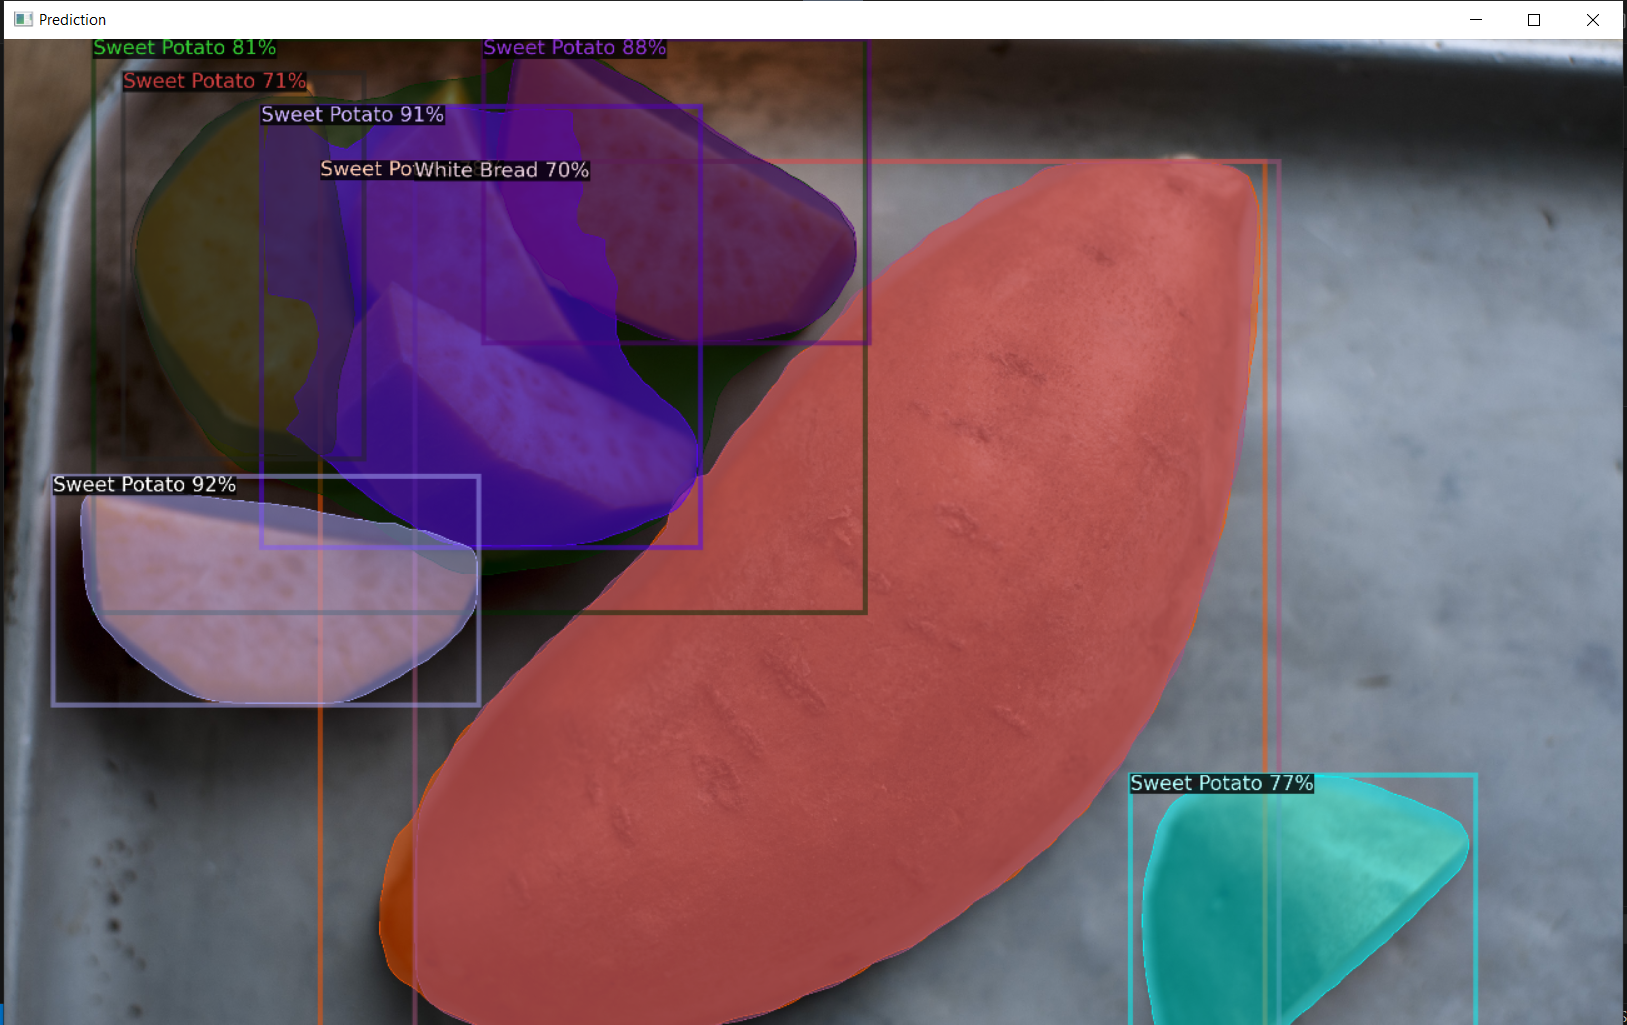 Prediction
Sweet Potato 81%
Sweet Potato 88%
Sweet Potato 71%
Sweet Potato 91%
Sweet
White Bread 70%
Sweet Potato 92%
Sweet Potato 77%